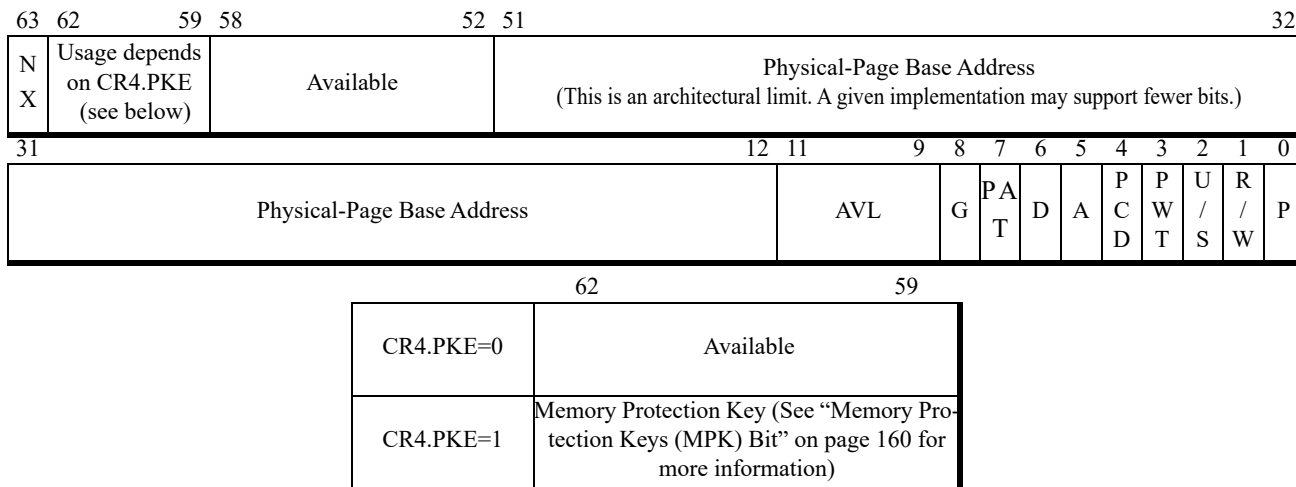 63 62 59 58 52 51 32
N X Usage depends on CR4.PKE (see below) Available Physical-Page Base Address (This is an architectural limit. A given implementation may support fewer bits.)
31 12 11 9 8 7 6 5 4 3 2 1 0
Physical-Page Base Address AVL G PAT D A PCD PWT U/S R/W P
62 59
CR4.PKE=0 Available
CR4.PKE=1 Memory Protection Key (See “Memory Pro-
tection Keys (MPK) Bit” on page 160 for
more information)